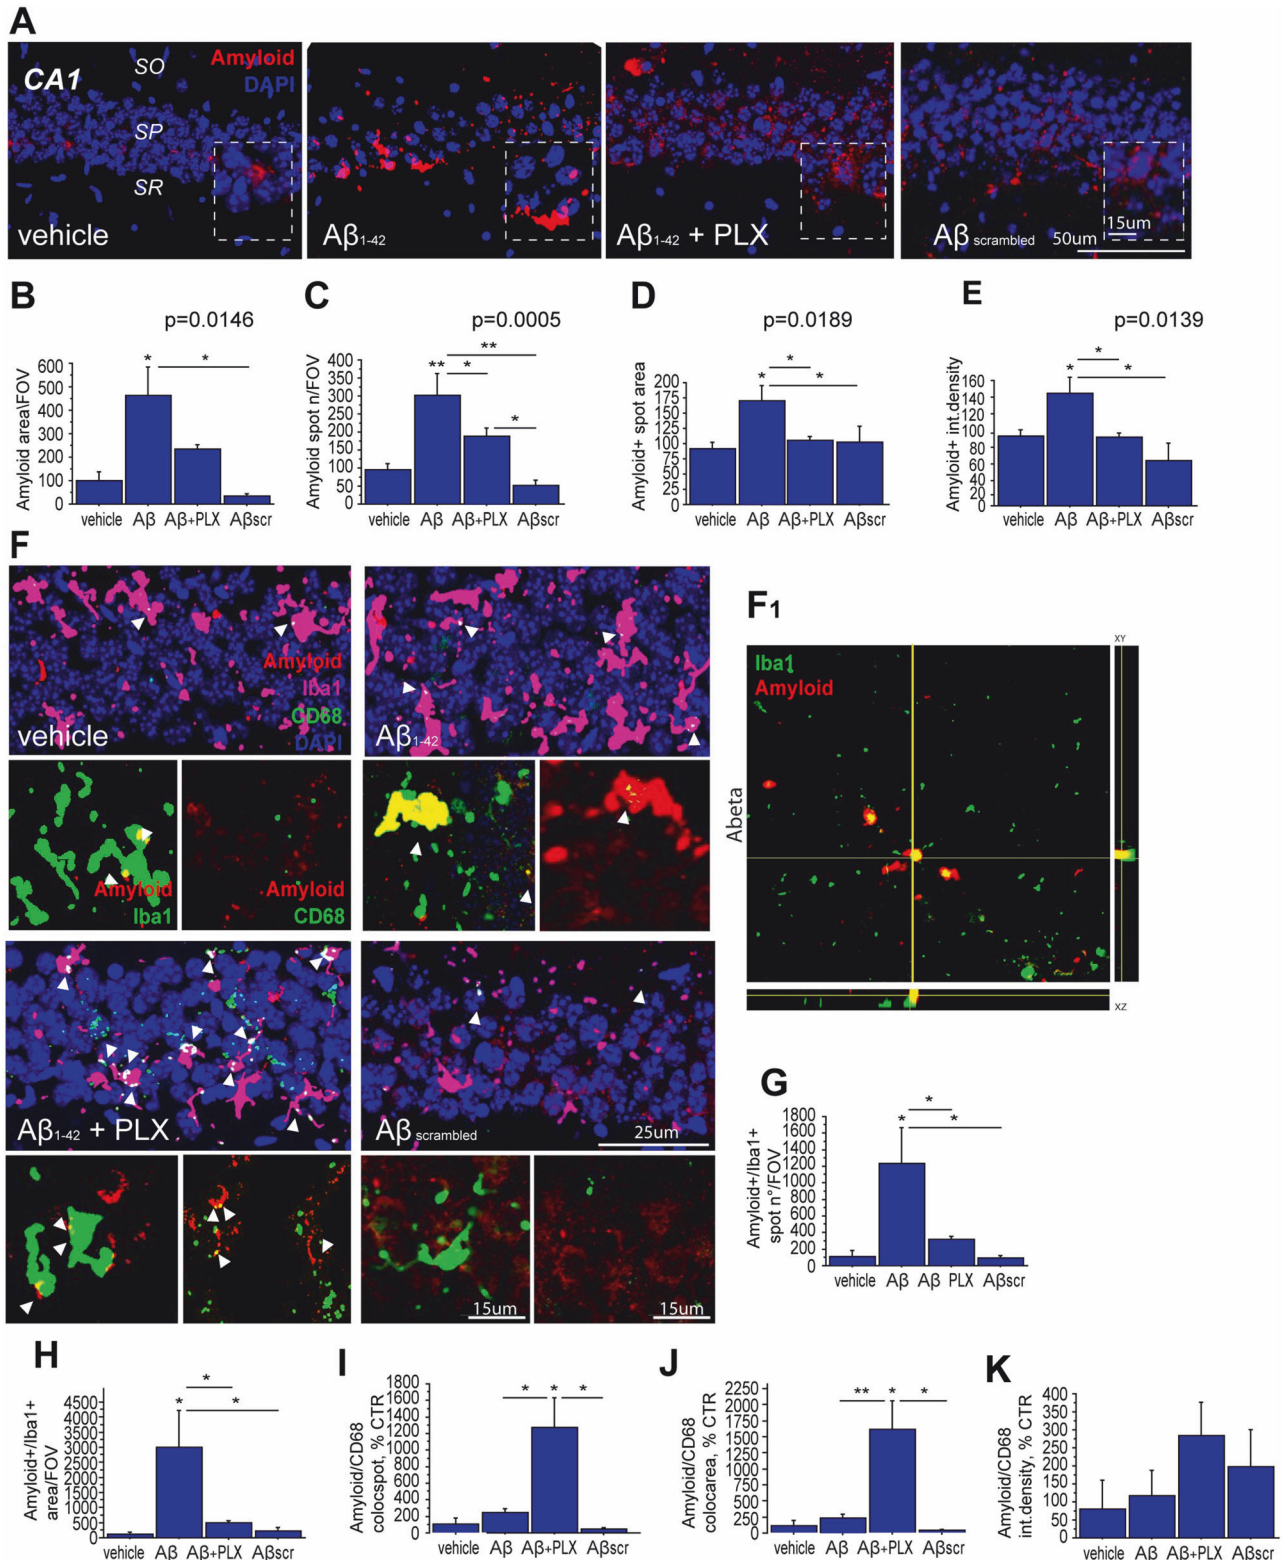 A
CA1
SO
SP
SR
Amyloid
DAPI
vehicle
Aβ1-42
Aβ1-42 + PLX
Aβ scrambled
15um
50um
B
p=0.0146
Amyloid area\FOV
600
500
400
300
200
100
0
*
*
vehicle Aβ Aβ+PLX Aβscr
C
p=0.0005
Amyloid spot n/FOV
400
350
300
250
200
150
100
50
0
**
**
*
*
vehicle Aβ Aβ+PLX Aβscr
D
p=0.0189
Amyloid+ spot area
200
175
150
125
100
75
50
25
0
*
*
*
vehicle Aβ Aβ+PLX Aβscr
E
p=0.0139
Amyloid+ int.density
160
140
120
100
80
60
40
20
0
*
*
*
vehicle Aβ Aβ+PLX Aβscr
F
Amyloid
Iba1
CD68
DAPI
vehicle
Aβ1-42
Amyloid
Iba1
Amyloid
CD68
Aβ1-42 + PLX
Aβ scrambled
25um
15um
15um
F1
Iba1
Amyloid
Abeta
XY
XZ
G
Amyloid+/Iba1+
spot n°/FOV
1800
1600
1400
1200
1000
800
600
400
200
0
*
*
*
vehicle Aβ Aβ PLX Aβscr
H
Amyloid+/Iba1+
area/FOV
4500
4000
3500
3000
2500
2000
1500
1000
500
0
*
*
*
vehicle Aβ Aβ+PLX Aβscr
I
Amyloid/CD68
colocspot, % CTR
1800
1600
1400
1200
1000
800
600
400
200
0
*
*
*
vehicle Aβ Aβ+PLX Aβscr
J
Amyloid/CD68
colocarea, % CTR
2250
2000
1750
1500
1250
1000
750
500
250
0
**
*
*
vehicle Aβ Aβ+PLX Aβscr
K
Amyloid/CD68
int.density, % CTR
400
350
300
250
200
150
100
50
0
vehicle Aβ Aβ+PLX Aβscr